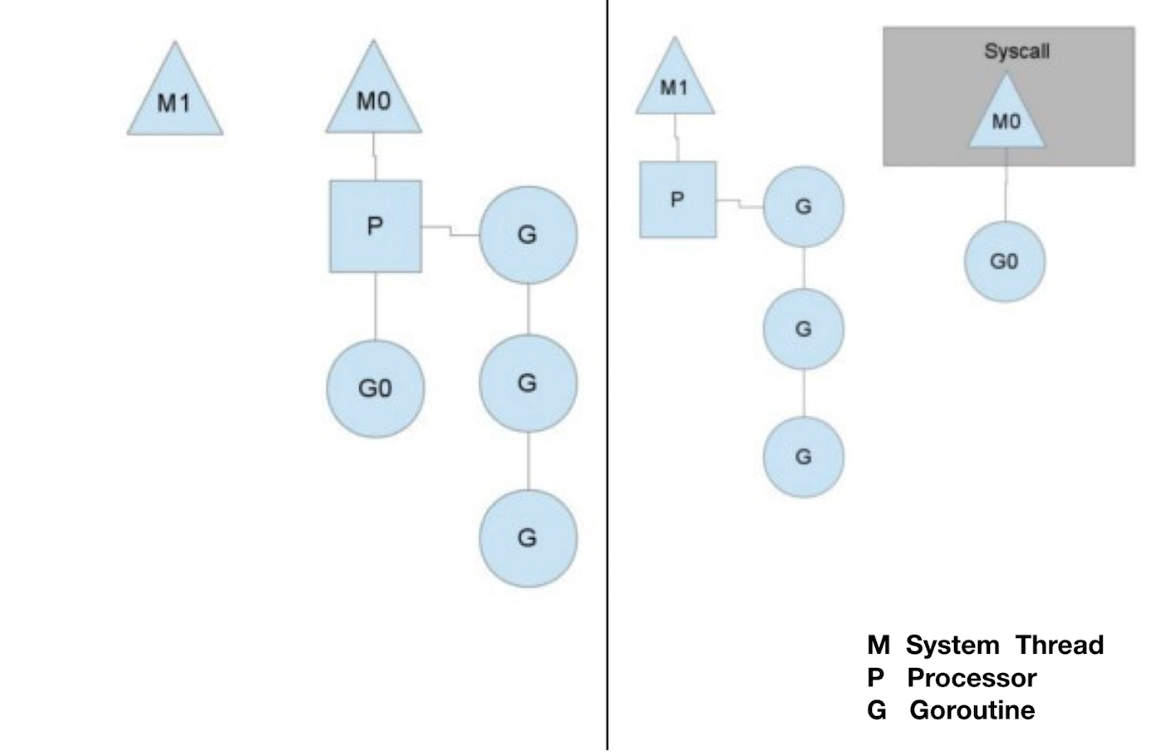 M1
M0
P
G
G0
G
G
M1
Syscall
M0
P
G
G0
G
G
M System Thread
P Processor
G Goroutine